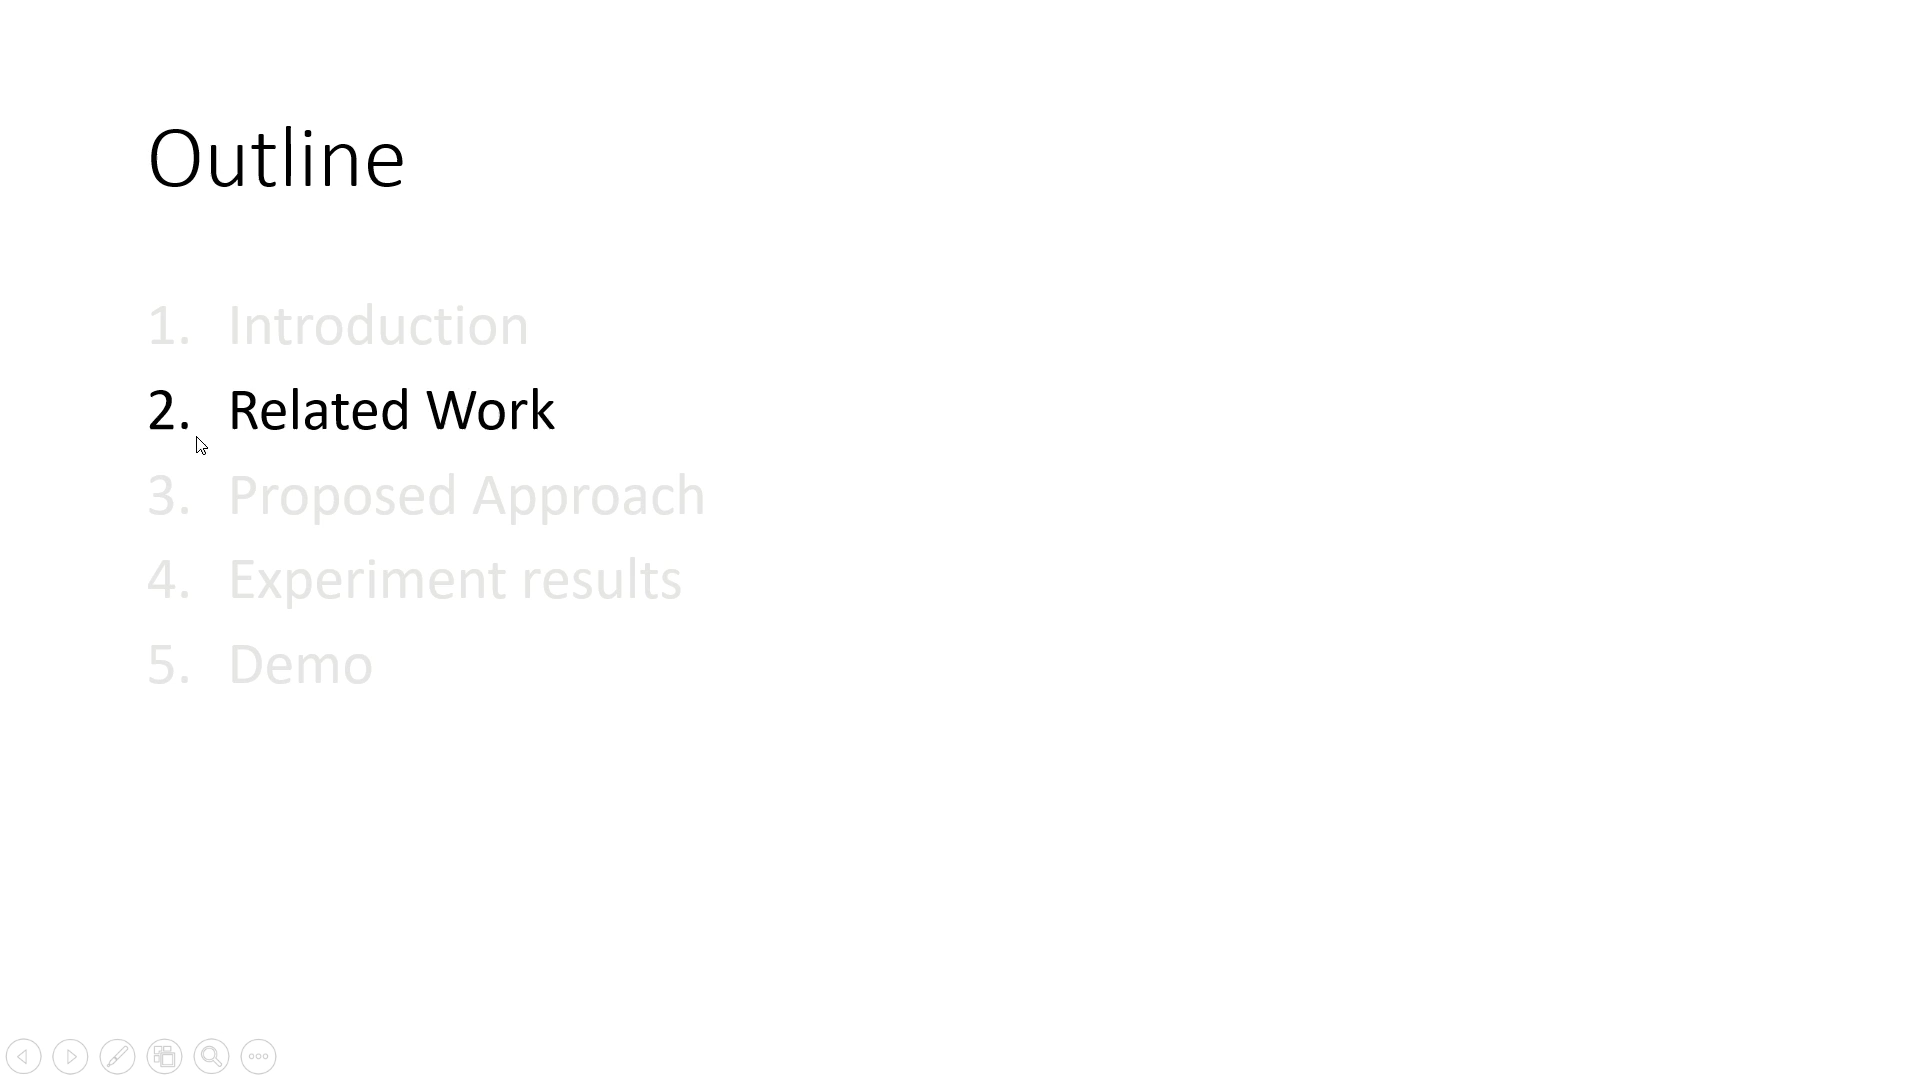 Outline
1. Introduction
2. Related Work
3. Proposed Approach
4. Experiment results
5. Demo